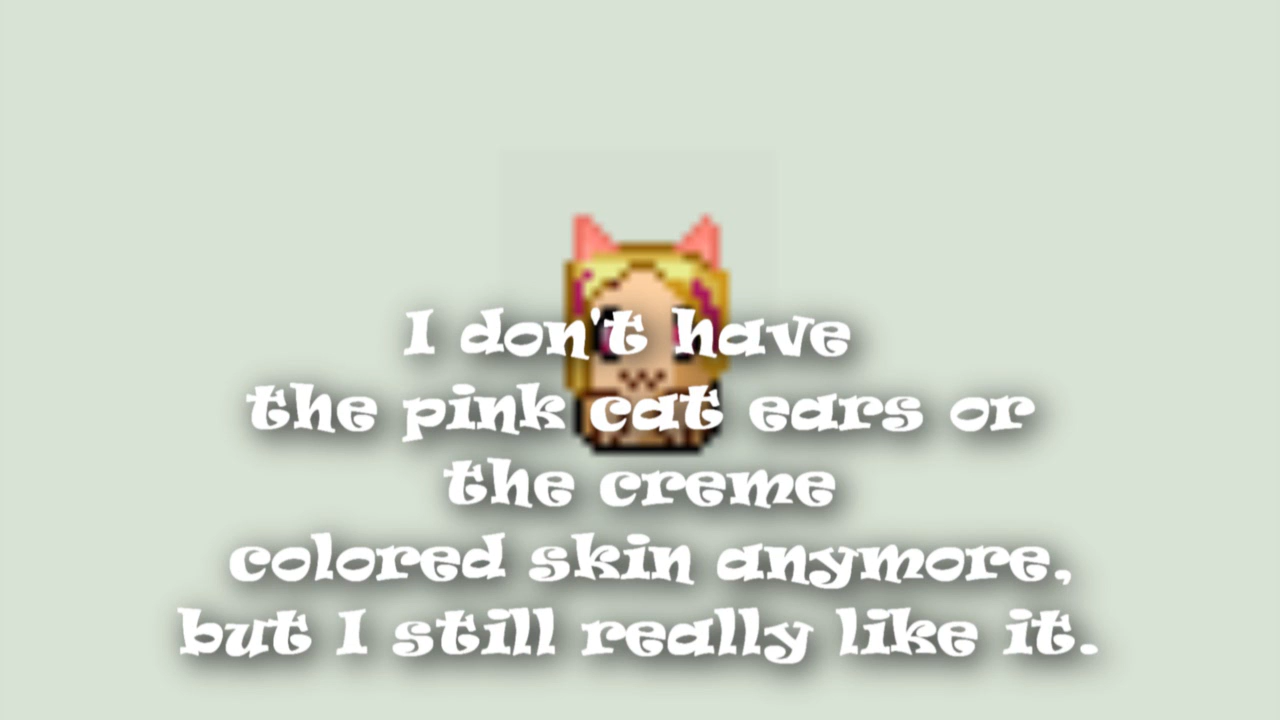 I don't have
the pink cat ears or
the creme
colored skin anymore,
but I still really like it.